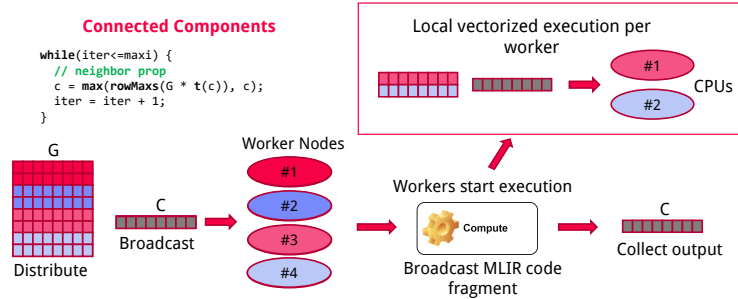 Connected Components
while(iter<=maxi) {
// neighbor prop
c = max(rowMaxs(G * t(c)), c);
iter = iter + 1;
}
Local vectorized execution per
worker
#1
#2
CPUs
G
Distribute
C
Broadcast
Worker Nodes
#1
#2
#3
#4
Workers start execution
Compute
Broadcast MLIR code
fragment
C
Collect output